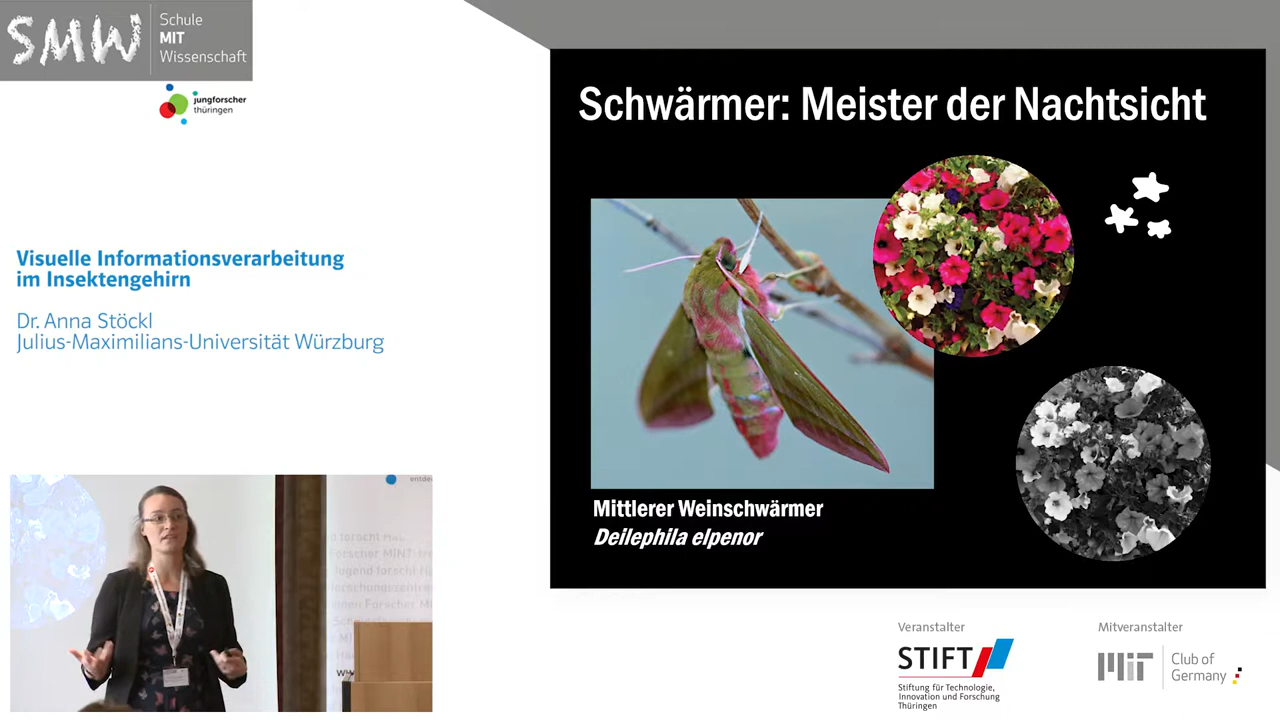 SMW
Schule
MIT
Wissenschaft
jungforscher
thüringen
Visuelle Informationsverarbeitung
im Insektengehirn
Dr. Anna Stöckl
Julius-Maximilians-Universität Würzburg
Schwärmer: Meister der Nachtsicht
Mittlerer Weinschwärmer
Deilephila elpenor
Veranstalter
STIFT
Stiftung für Technologie,
Innovation und Forschung
Thüringen
Mitveranstalter
MIT
Club of
Germany